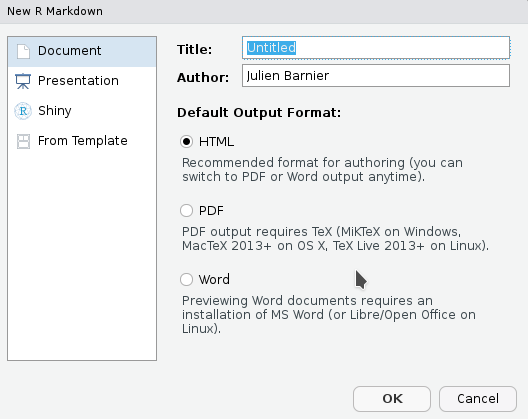 New R Markdown
Document
Presentation
Shiny
From Template
Title: Untitled
Author: Julien Barnier
Default Output Format:
HTML
Recommended format for authoring (you can
switch to PDF or Word output anytime).
PDF
PDF output requires TeX (MiKTeX on Windows,
MacTeX 2013+ on OS X, TeX Live 2013+ on Linux).
Word
Previewing Word documents requires an
installation of MS Word (or Libre/Open Office on
Linux).
OK Cancel